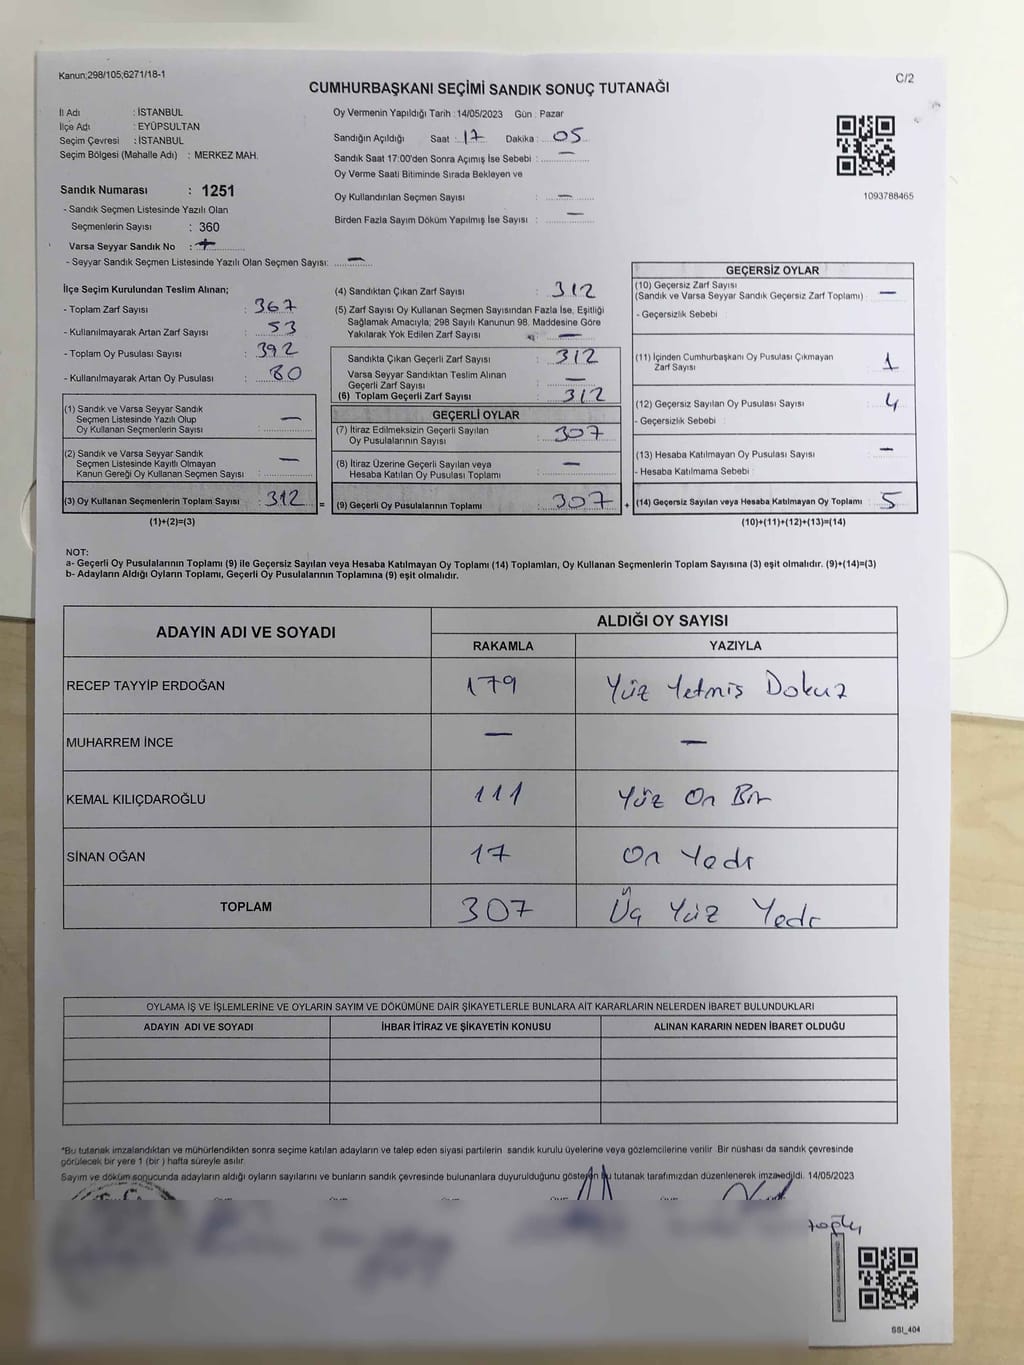 Kanun;298/105;6271/18-1
C/2
CUMHURBAŞKANI SEÇİMİ SANDIK SONUÇ TUTANAĞI
İl Adı : İSTANBUL
İlçe Adı : EYÜPSULTAN
Seçim Çevresi : İSTANBUL
Seçim Bölgesi (Mahalle Adı) : MERKEZ MAH.
Sandık Numarası : 1251
- Sandık Seçmen Listesinde Yazılı Olan
Seçmenlerin Sayısı : 360
Varsa Seyyar Sandık No :
- Seyyar Sandık Seçmen Listesinde Yazılı Olan Seçmen Sayısı: —
Oy Vermenin Yapıldığı Tarih : 14/05/2023 Gün : Pazar
Sandığın Açıldığı Saat : 17 Dakika : 05
Sandık Saat 17:00'den Sonra Açımış İse Sebebi : —
Oy Verme Saati Bitiminde Sırada Bekleyen ve
Oy Kullandırılan Seçmen Sayısı : —
Birden Fazla Sayım Döküm Yapılmış İse Sayısı : —
1093788465
İlçe Seçim Kurulundan Teslim Alınan;
- Toplam Zarf Sayısı : 367
- Kullanılmayarak Artan Zarf Sayısı : 53
- Toplam Oy Pusulası Sayısı : 392
- Kullanılmayarak Artan Oy Pusulası : 80
(1) Sandık ve Varsa Seyyar Sandık
Seçmen Listesinde Yazılı Olup
Oy Kullanan Seçmenlerin Sayısı : —
(2) Sandık ve Varsa Seyyar Sandık
Seçmen Listesinde Kayıtlı Olmayan
Kanun Gereği Oy Kullanan Seçmen Sayısı : —
(3) Oy Kullanan Seçmenlerin Toplam Sayısı : 312 =
(1)+(2)=(3)
(4) Sandıktan Çıkan Zarf Sayısı : 312
(5) Zarf Sayısı Oy Kullanan Seçmen Sayısından Fazla İse, Eşitliği
Sağlamak Amacıyla; 298 Sayılı Kanunun 98. Maddesine Göre
Yakılarak Yok Edilen Zarf Sayısı —
Sandıkta Çıkan Geçerli Zarf Sayısı : 312
Varsa Seyyar Sandıktan Teslim Alınan
Geçerli Zarf Sayısı : —
(6) Toplam Geçerli Zarf Sayısı : 312
GEÇERLİ OYLAR
(7) İtiraz Edilmeksizin Geçerli Sayılan
Oy Pusulalarının Sayısı : 307
(8) İtiraz Üzerine Geçerli Sayılan veya
Hesaba Katılan Oy Pusulası Toplamı : —
(9) Geçerli Oy Pusulalarının Toplamı : 307 +
GEÇERSİZ OYLAR
(10) Geçersiz Zarf Sayısı
(Sandık ve Varsa Seyyar Sandık Geçersiz Zarf Toplamı) : —
- Geçersizlik Sebebi :
(11) İçinden Cumhurbaşkanı Oy Pusulası Çıkmayan
Zarf Sayısı : 1
(12) Geçersiz Sayılan Oy Pusulası Sayısı : 4
- Geçersizlik Sebebi :
(13) Hesaba Katılmayan Oy Pusulası Sayısı : —
- Hesaba Katılmama Sebebi :
(14) Geçersiz Sayılan veya Hesaba Katılmayan Oy Toplamı : 5
(10)+(11)+(12)+(13)=(14)
NOT:
a- Geçerli Oy Pusulalarının Toplamı (9) ile Geçersiz Sayılan veya Hesaba Katılmayan Oy Toplamı (14) Toplamları, Oy Kullanan Seçmenlerin Toplam Sayısına (3) eşit olmalıdır. (9)+(14)=(3)
b- Adayların Aldığı Oyların Toplamı, Geçerli Oy Pusulalarının Toplamına (9) eşit olmalıdır.
ADAYIN ADI VE SOYADI
ALDIĞI OY SAYISI
RAKAMLA YAZIYLA
RECEP TAYYİP ERDOĞAN 179 Yüz Yetmiş Dokuz
MUHARREM İNCE — —
KEMAL KILIÇDAROĞLU 111 Yüz On Bir
SİNAN OĞAN 17 On Yedi
TOPLAM 307 Üç Yüz Yedi
OYLAMA İŞ VE İŞLEMLERİNE VE OYLARIN SAYIM VE DÖKÜMÜNE DAİR ŞİKAYETLERLE BUNLARA AİT KARARLARIN NELERDEN İBARET BULUNDUKLARI
ADAYIN ADI VE SOYADI İHBAR İTİRAZ VE ŞİKAYETİN KONUSU ALINAN KARARIN NEDEN İBARET OLDUĞU
*Bu tutanak imzalandıktan ve mühürlendikten sonra seçime katılan adayların ve talep eden siyasi partilerin sandık kurulu üyelerine veya gözlemcilerine verilir. Bir nüshası da sandık çevresinde
görülecek bir yere 1 (bir) hafta süreyle asılır.
Sayım ve döküm sonucunda adayların aldığı oyların sayılarını ve bunların sandık çevresinde bulunanlara duyurulduğunu gösteren bu tutanak tarafımızdan düzenlenerek imza edildi. 14/05/2023
SSI_404